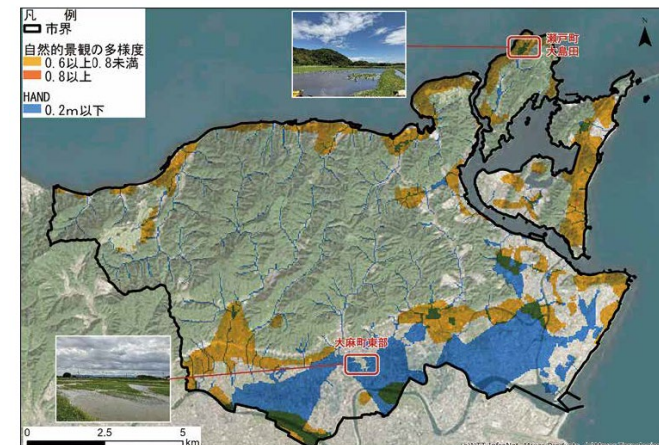 凡 例
市界
自然的景観の多様度
0.6以上0.8未満
0.8以上
HAND
0.2m以下
瀬戸町
大島田
大麻町東部
0 2.5 5
km